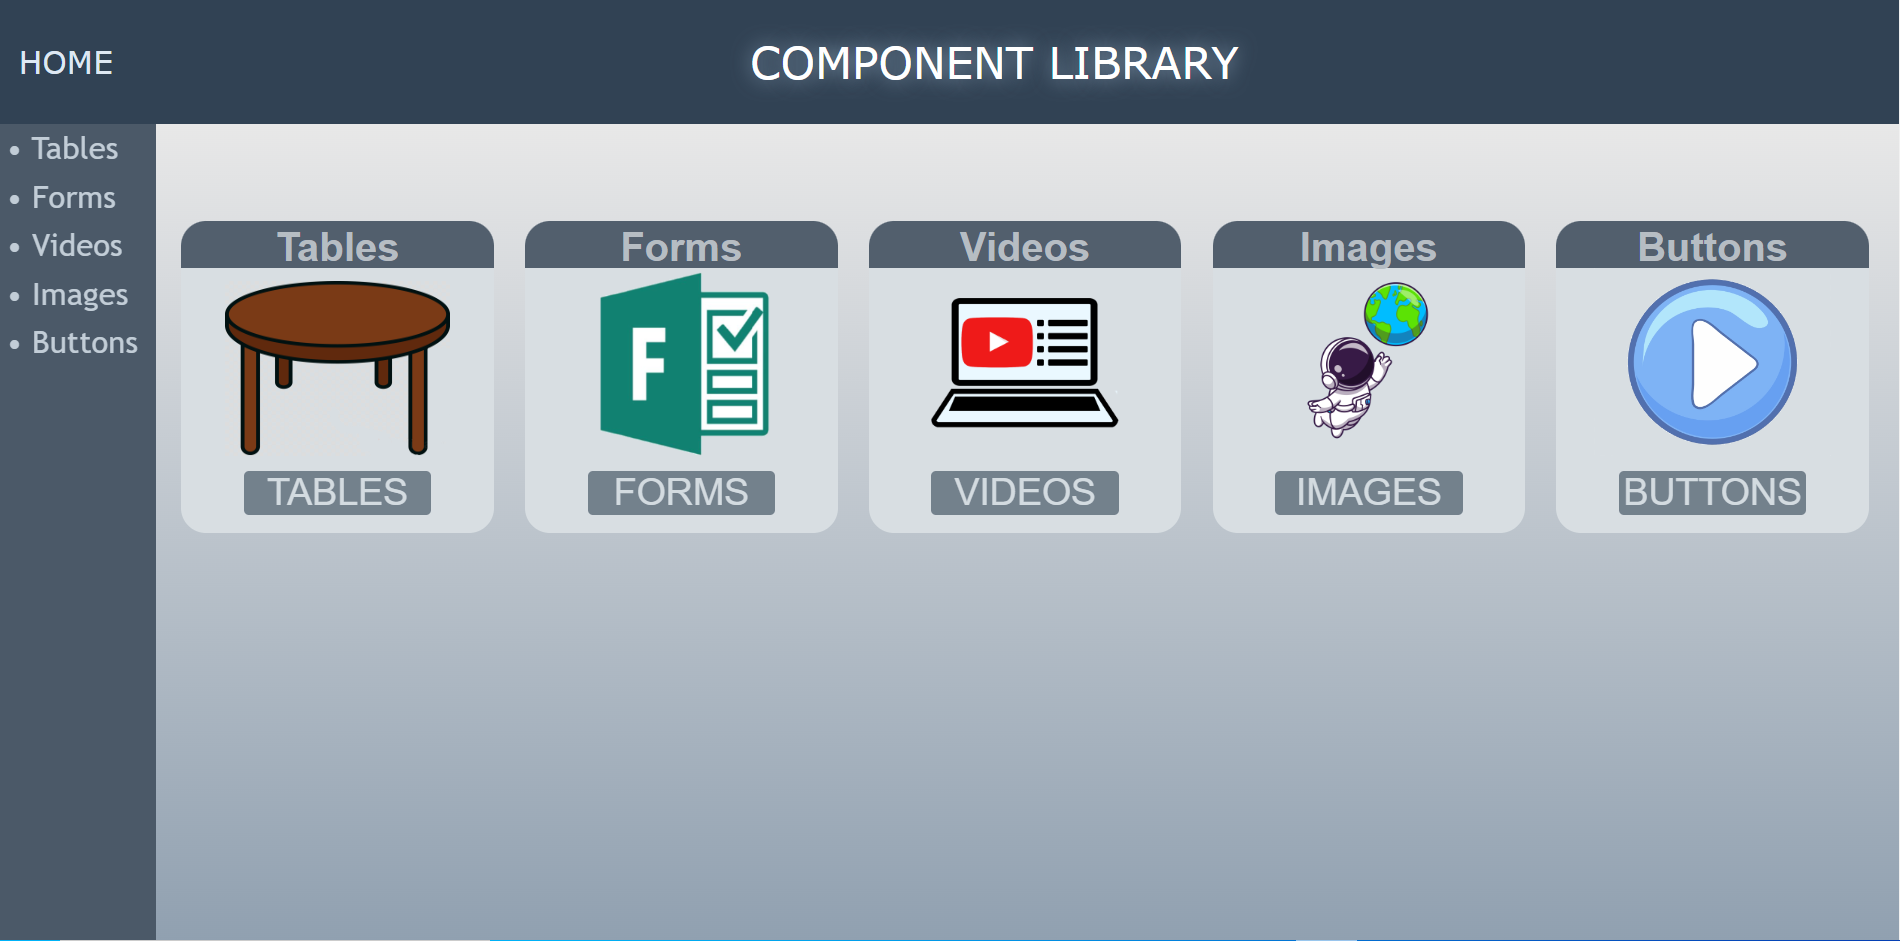 HOME
COMPONENT LIBRARY
• Tables
• Forms
• Videos
• Images
• Buttons
Tables
Forms
Videos
Images
Buttons
F
TABLES
FORMS
VIDEOS
IMAGES
BUTTONS